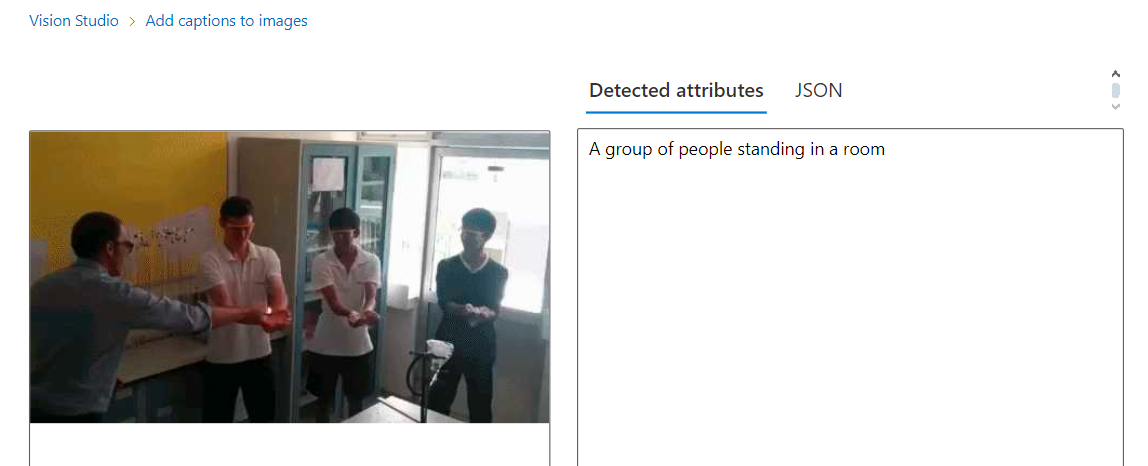 Vision Studio > Add captions to images
Detected attributes JSON
A group of people standing in a room